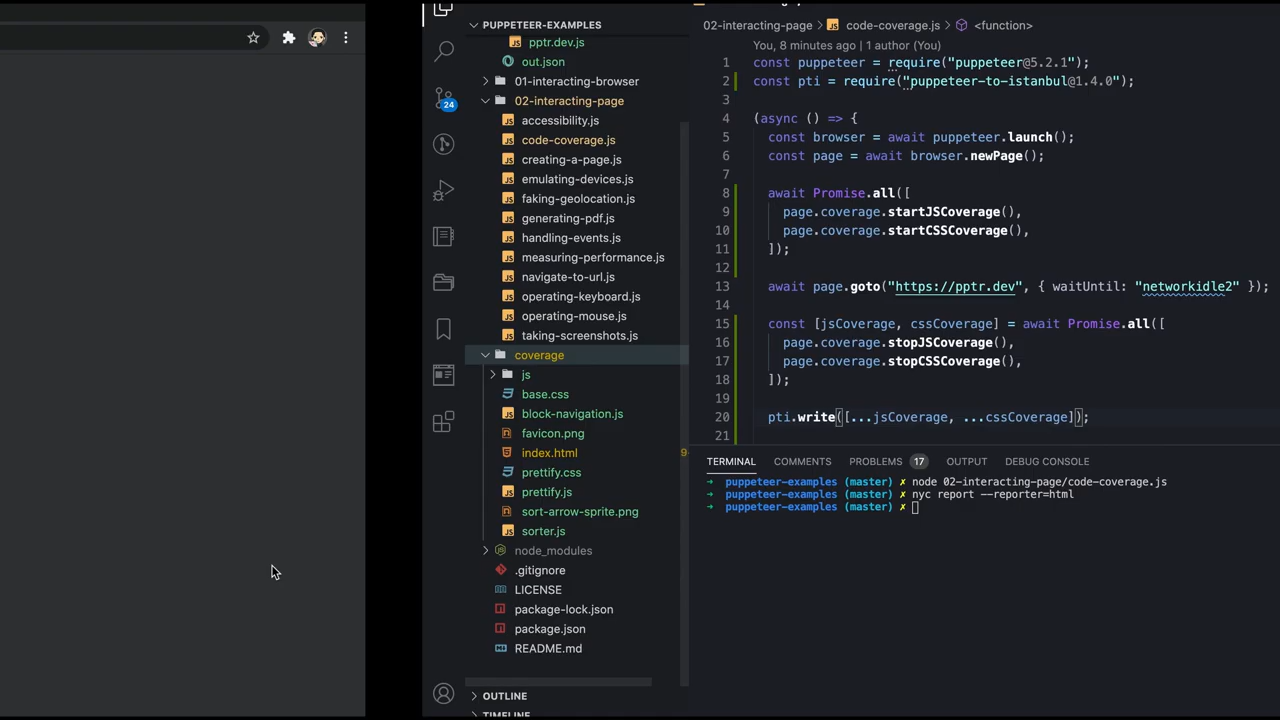 PUPPETEER-EXAMPLES
pptr.dev.js
out.json
01-interacting-browser
02-interacting-page
accessibility.js
code-coverage.js
creating-a-page.js
emulating-devices.js
faking-geolocation.js
generating-pdf.js
handling-events.js
measuring-performance.js
navigate-to-url.js
operating-keyboard.js
operating-mouse.js
taking-screenshots.js
coverage
js
base.css
block-navigation.js
favicon.png
index.html 9+
prettify.css
prettify.js
sort-arrow-sprite.png
sorter.js
node_modules
.gitignore
LICENSE
package-lock.json
package.json
README.md
OUTLINE
TIMELINE
24
02-interacting-page > code-coverage.js > <function>
You, 8 minutes ago | 1 author (You)
1 const puppeteer = require("puppeteer@5.2.1");
2 const pti = require("puppeteer-to-istanbul@1.4.0");
3
4 (async () => {
5 const browser = await puppeteer.launch();
6 const page = await browser.newPage();
7
8 await Promise.all([
9 page.coverage.startJSCoverage(),
10 page.coverage.startCSSCoverage(),
11 ]);
12
13 await page.goto("https://pptr.dev", { waitUntil: "networkidle2" });
14
15 const [jsCoverage, cssCoverage] = await Promise.all([
16 page.coverage.stopJSCoverage(),
17 page.coverage.stopCSSCoverage(),
18 ]);
19
20 pti.write([...jsCoverage, ...cssCoverage]);
21
TERMINAL COMMENTS PROBLEMS 17 OUTPUT DEBUG CONSOLE
➜ puppeteer-examples (master) ✗ node 02-interacting-page/code-coverage.js
➜ puppeteer-examples (master) ✗ nyc report --reporter=html
➜ puppeteer-examples (master) ✗